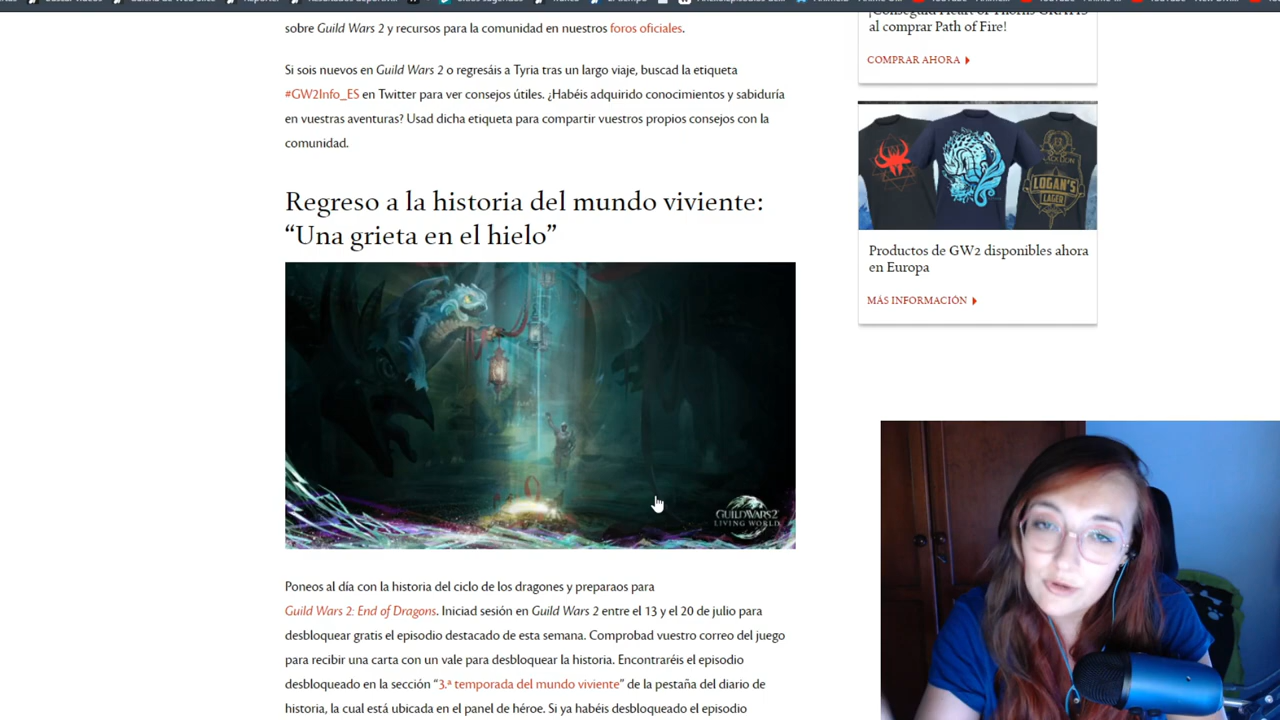 sobre Guild Wars 2 y recursos para la comunidad en nuestros foros oficiales.
Si sois nuevos en Guild Wars 2 o regresáis a Tyria tras un largo viaje, buscad la etiqueta
#GW2Info_ES en Twitter para ver consejos útiles. ¿Habéis adquirido conocimientos y sabiduría
en vuestras aventuras? Usad dicha etiqueta para compartir vuestros propios consejos con la
comunidad.
Regreso a la historia del mundo viviente:
“Una grieta en el hielo”
GUILD WARS 2
LIVING WORLD
Poneos al día con la historia del ciclo de los dragones y preparaos para
Guild Wars 2: End of Dragons. Iniciad sesión en Guild Wars 2 entre el 13 y el 20 de julio para
desbloquear gratis el episodio destacado de esta semana. Comprobad vuestro correo del juego
para recibir una carta con un vale para desbloquear la historia. Encontraréis el episodio
desbloqueado en la sección “3.ª temporada del mundo viviente” de la pestaña del diario de
historia, la cual está ubicada en el panel de héroe. Si ya habéis desbloqueado el episodio
al comprar Path of Fire!
COMPRAR AHORA
LOGAN'S
LAGER
Productos de GW2 disponibles ahora
en Europa
MÁS INFORMACIÓN